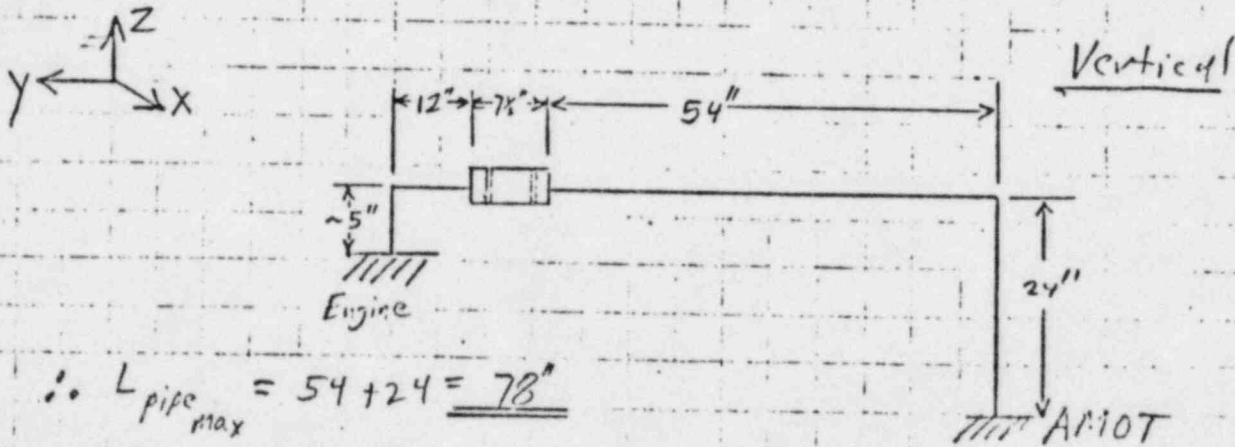 Z
Y
X
Vertical
12" 7½" 54"
~5"
24"
Engine
∴ L pipe max = 54 + 24 = 78"
AMOT